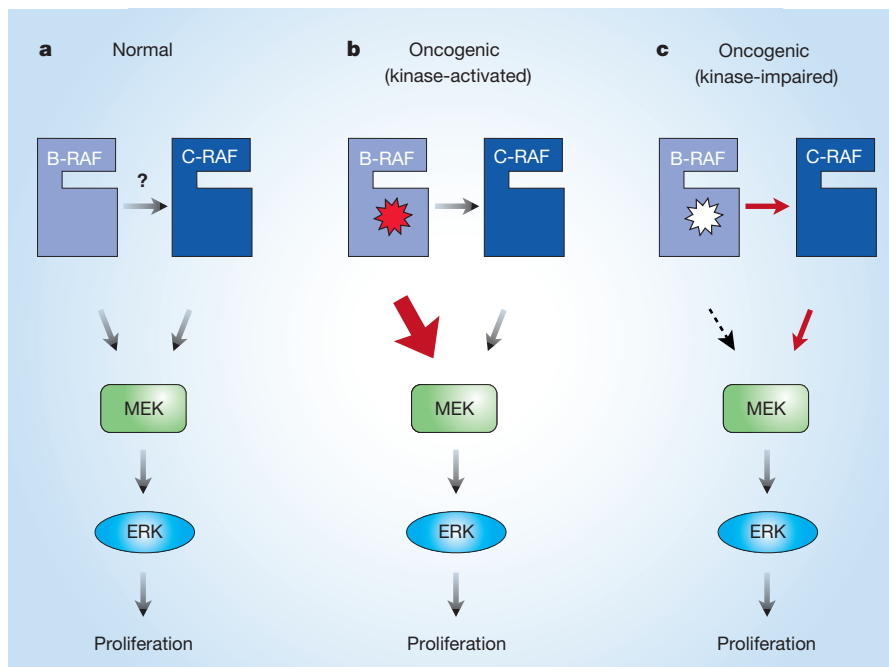 a Normal
b Oncogenic
(kinase-activated)
c Oncogenic
(kinase-impaired)
B-RAF
?
C-RAF
B-RAF
C-RAF
B-RAF
C-RAF
MEK
MEK
MEK
ERK
ERK
ERK
Proliferation
Proliferation
Proliferation